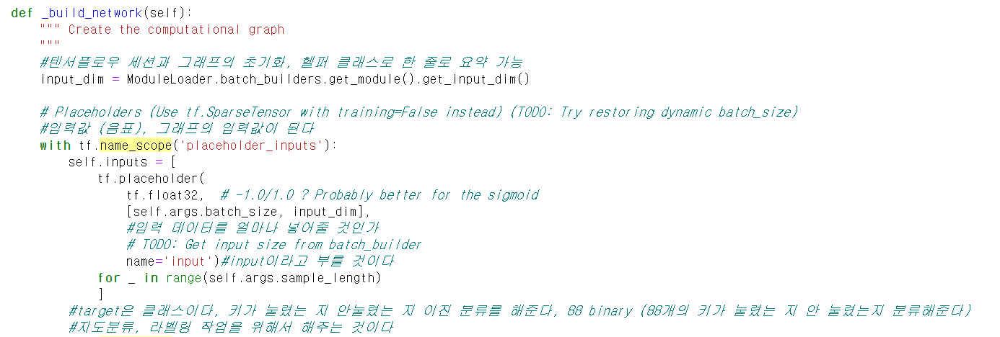 def _build_network(self):
""" Create the computational graph
"""
#텐서플로우 세션과 그래프의 초기화, 헬퍼 클래스로 한 줄로 요약 가능
input_dim = ModuleLoader.batch_builders.get_module().get_input_dim()
# Placeholders (Use tf.SparseTensor with training=False instead) (TODO: Try restoring dynamic batch_size)
#입력값 (음표), 그래프의 입력값이 된다
with tf.name_scope('placeholder_inputs'):
self.inputs = [
tf.placeholder(
tf.float32,  # -1.0/1.0 ? Probably better for the sigmoid
[self.args.batch_size, input_dim],
#입력 데이터를 얼마나 넣어줄 것인가
# TODO: Get input size from batch_builder
name='input')#input이라고 부를 것이다
for _ in range(self.args.sample_length)
]
#target은 클래스이다, 키가 눌렸는 지 안눌렸는 지 이진 분류를 해준다, 88 binary (88개의 키가 눌렸는 지 안 눌렸는지 분류해준다)
#지도분류, 라벨링 작업을 위해서 해주는 것이다